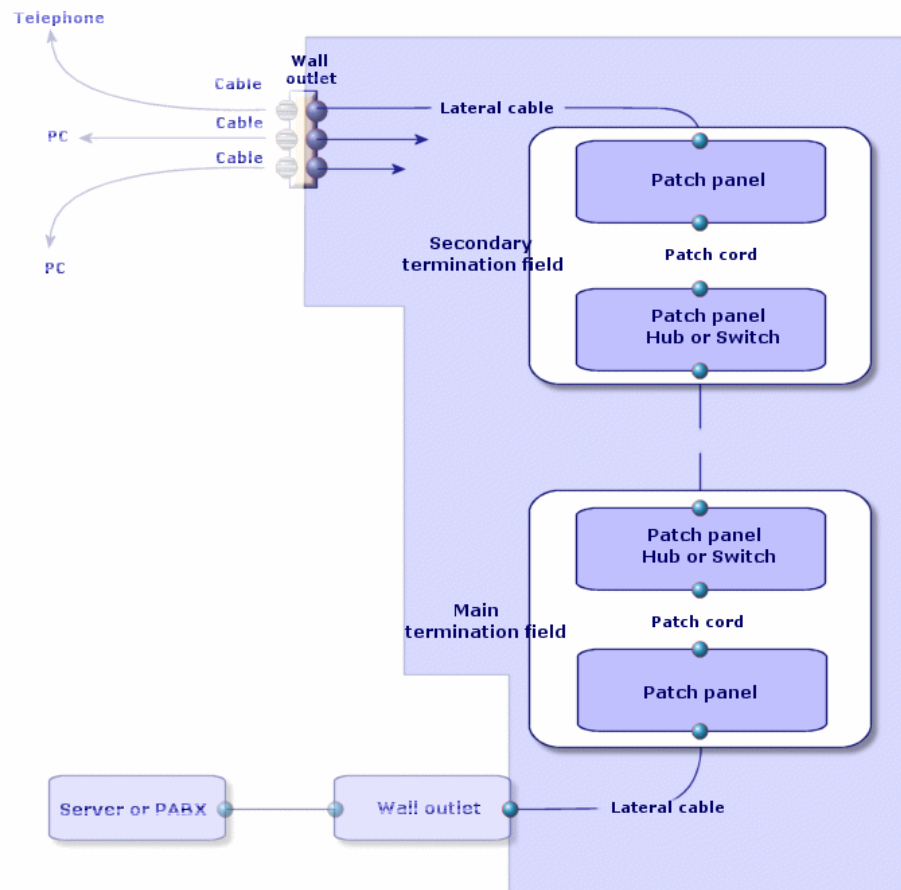 Telephone
Wall
outlet
Cable
Lateral cable
Cable
PC
Cable
Patch panel
Secondary
termination field
Patch cord
PC
Patch panel
Hub or Switch
Patch panel
Hub or Switch
Main
termination field
Patch cord
Patch panel
Server or PABX
Wall outlet
Lateral cable